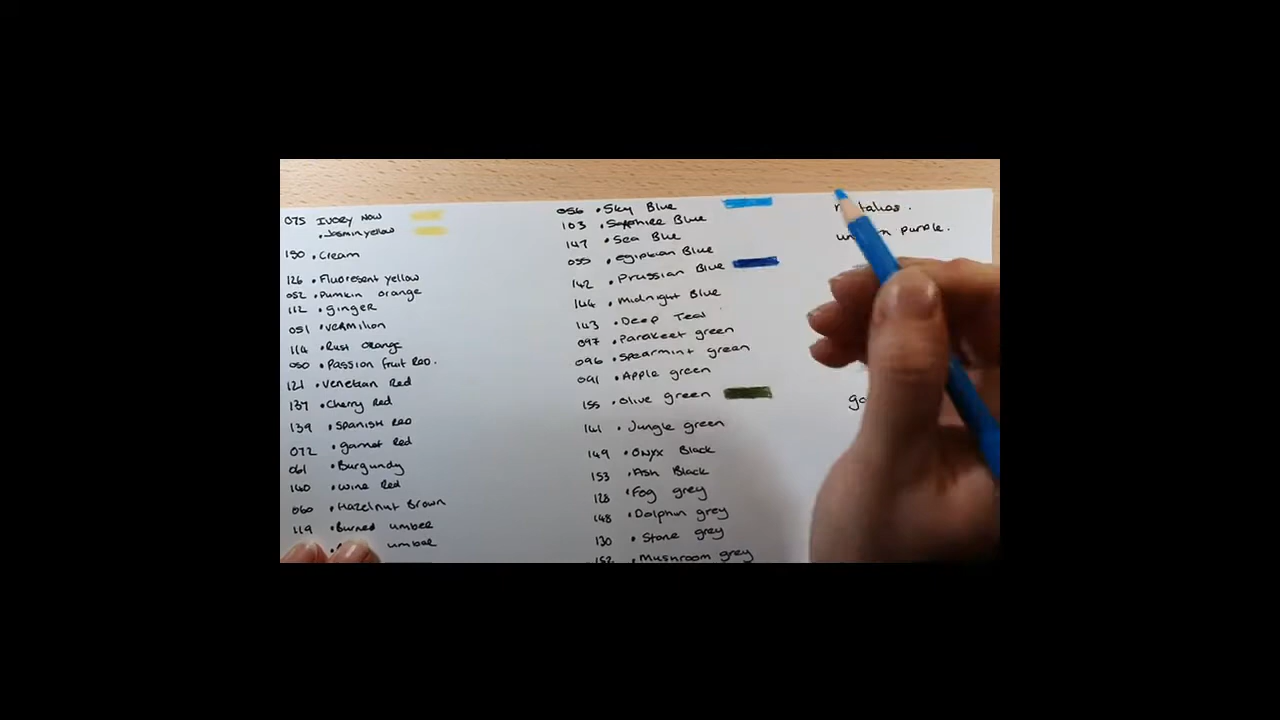 075 Ivory Now
• Jasmin yellow
190 • Cream
126 • Fluoresent yellow
052 • Pumkin orange
112 • ginger
051 • Vermilion
114 • Rust orange
050 • Passion fruit Red.
121 • Venetian Red
137 • Cherry Red
139 • Spanish Red
072 • garnet Red
061 • Burgundy
140 • Wine Red
060 • Hazelnut Brown
119 • Burned umber
• umber
056 • Sky Blue
103 • Sapphire Blue
147 • Sea Blue
055 • egiptian Blue
142 • Prussian Blue
144 • Midnight Blue
143 • Deep Teal
097 • Parakeet green
096 • Spearmint green
091 • Apple green
155 • Olive green
141 • Jungle green
149 • Onyx Black
153 • Ash Black
128 • Fog grey
148 • Dolphin grey
130 • Stone grey
152 • Mushroom grey
purple.